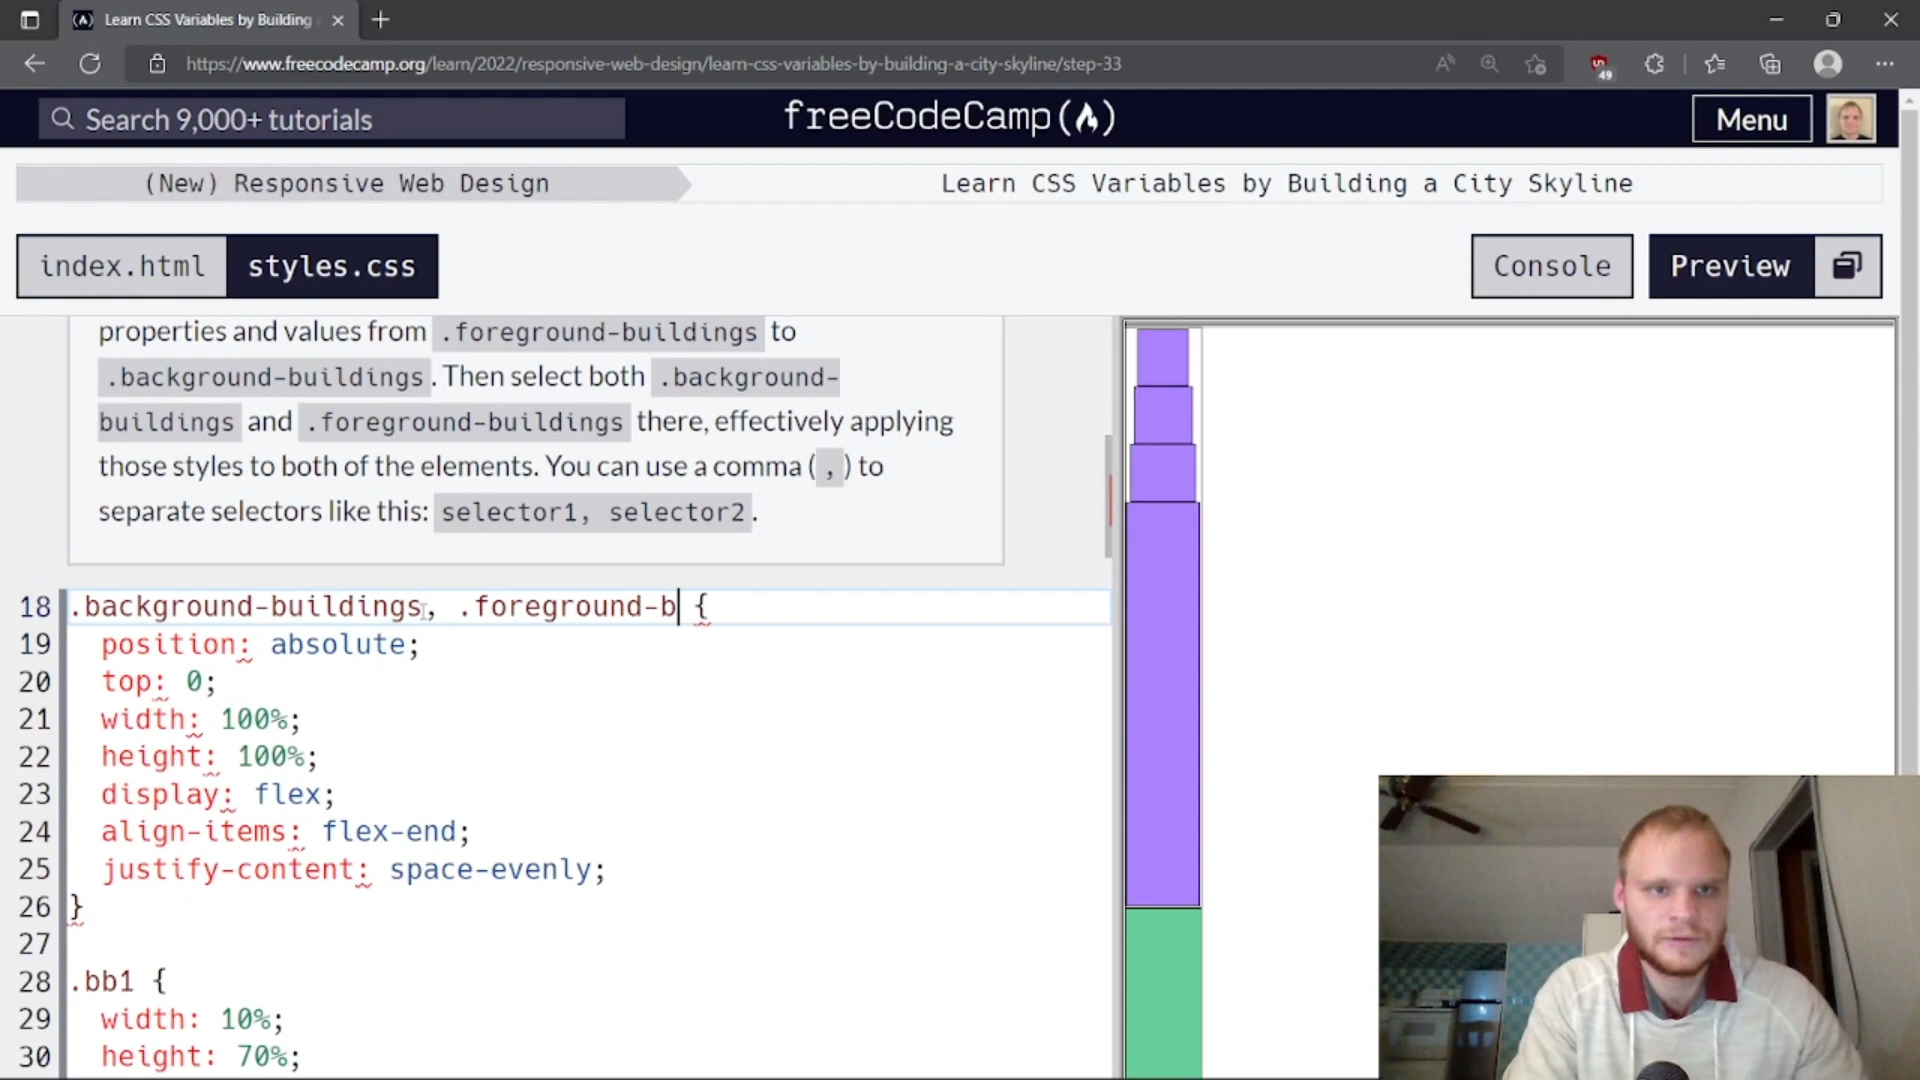 Learn CSS Variables by Building
https://www.freecodecamp.org/learn/2022/responsive-web-design/learn-css-variables-by-building-a-city-skyline/step-33
49
Search 9,000+ tutorials
freeCodeCamp
Menu
(New) Responsive Web Design
Learn CSS Variables by Building a City Skyline
index.html
styles.css
Console
Preview
properties and values from .foreground-buildings to
.background-buildings. Then select both .background-
buildings and .foreground-buildings there, effectively applying
those styles to both of the elements. You can use a comma (,) to
separate selectors like this: selector1, selector2.
18 .background-buildings, .foreground-b {
19 position: absolute;
20 top: 0;
21 width: 100%;
22 height: 100%;
23 display: flex;
24 align-items: flex-end;
25 justify-content: space-evenly;
26 }
27
28 .bb1 {
29 width: 10%;
30 height: 70%;